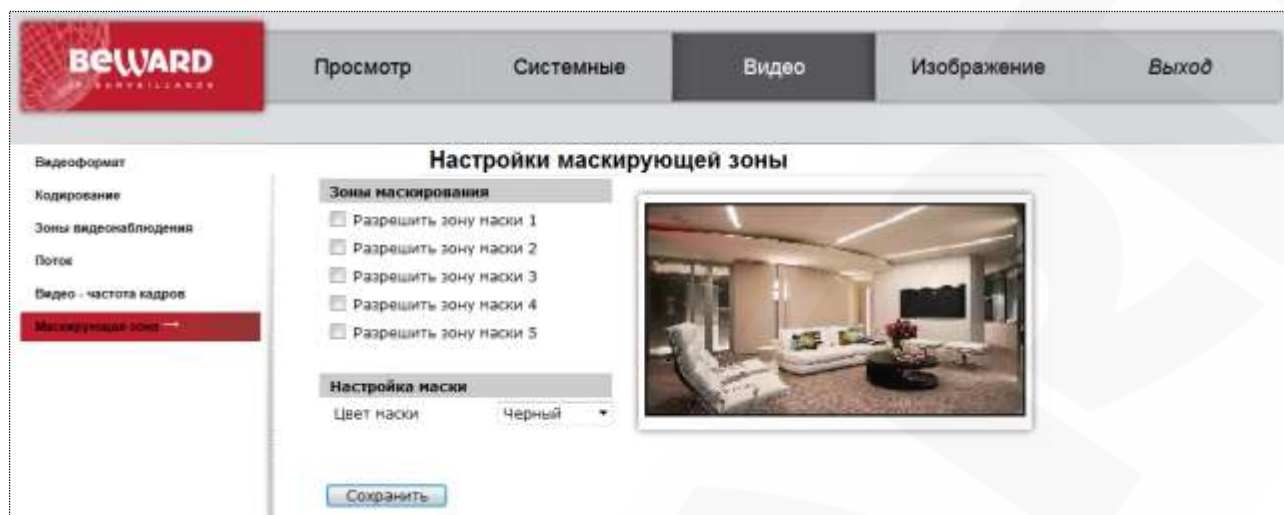 BEWARD
IP SURVEILLANCE
Просмотр
Системные
Видео
Изображение
Выход
Видеоформат
Кодирование
Зоны видеонаблюдения
Поток
Видео - частота кадров
Маскирующая зона →
Настройки маскирующей зоны
Зоны маскирования
Разрешить зону маски 1
Разрешить зону маски 2
Разрешить зону маски 3
Разрешить зону маски 4
Разрешить зону маски 5
Настройка маски
Цвет маски Черный
Сохранить